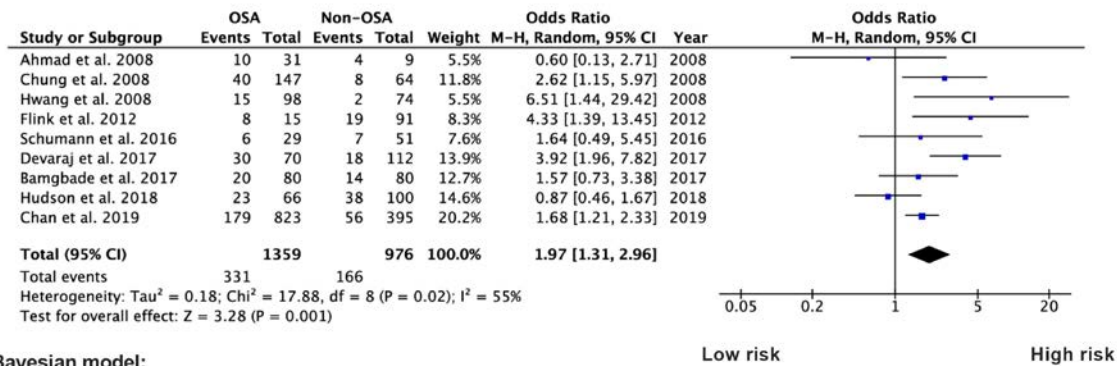 OSA Non-OSA Odds Ratio Odds Ratio
Study or Subgroup Events Total Events Total Weight M-H, Random, 95% CI Year M-H, Random, 95% CI
Ahmad et al. 2008 10 31 4 9 5.5% 0.60 [0.13, 2.71] 2008
Chung et al. 2008 40 147 8 64 11.8% 2.62 [1.15, 5.97] 2008
Hwang et al. 2008 15 98 2 74 5.5% 6.51 [1.44, 29.42] 2008
Flink et al. 2012 8 15 19 91 8.3% 4.33 [1.39, 13.45] 2012
Schumann et al. 2016 6 29 7 51 7.6% 1.64 [0.49, 5.45] 2016
Devaraj et al. 2017 30 70 18 112 13.9% 3.92 [1.96, 7.82] 2017
Bamgbade et al. 2017 20 80 14 80 12.7% 1.57 [0.73, 3.38] 2017
Hudson et al. 2018 23 66 38 100 14.6% 0.87 [0.46, 1.67] 2018
Chan et al. 2019 179 823 56 395 20.2% 1.68 [1.21, 2.33] 2019
Total (95% CI) 1359 976 100.0% 1.97 [1.31, 2.96]
Total events 331 166
Heterogeneity: Tau² = 0.18; Chi² = 17.88, df = 8 (P = 0.02); I² = 55%
Test for overall effect: Z = 3.28 (P = 0.001)
0.05 0.2 1 5 20
Low risk High risk
Bayesian model: